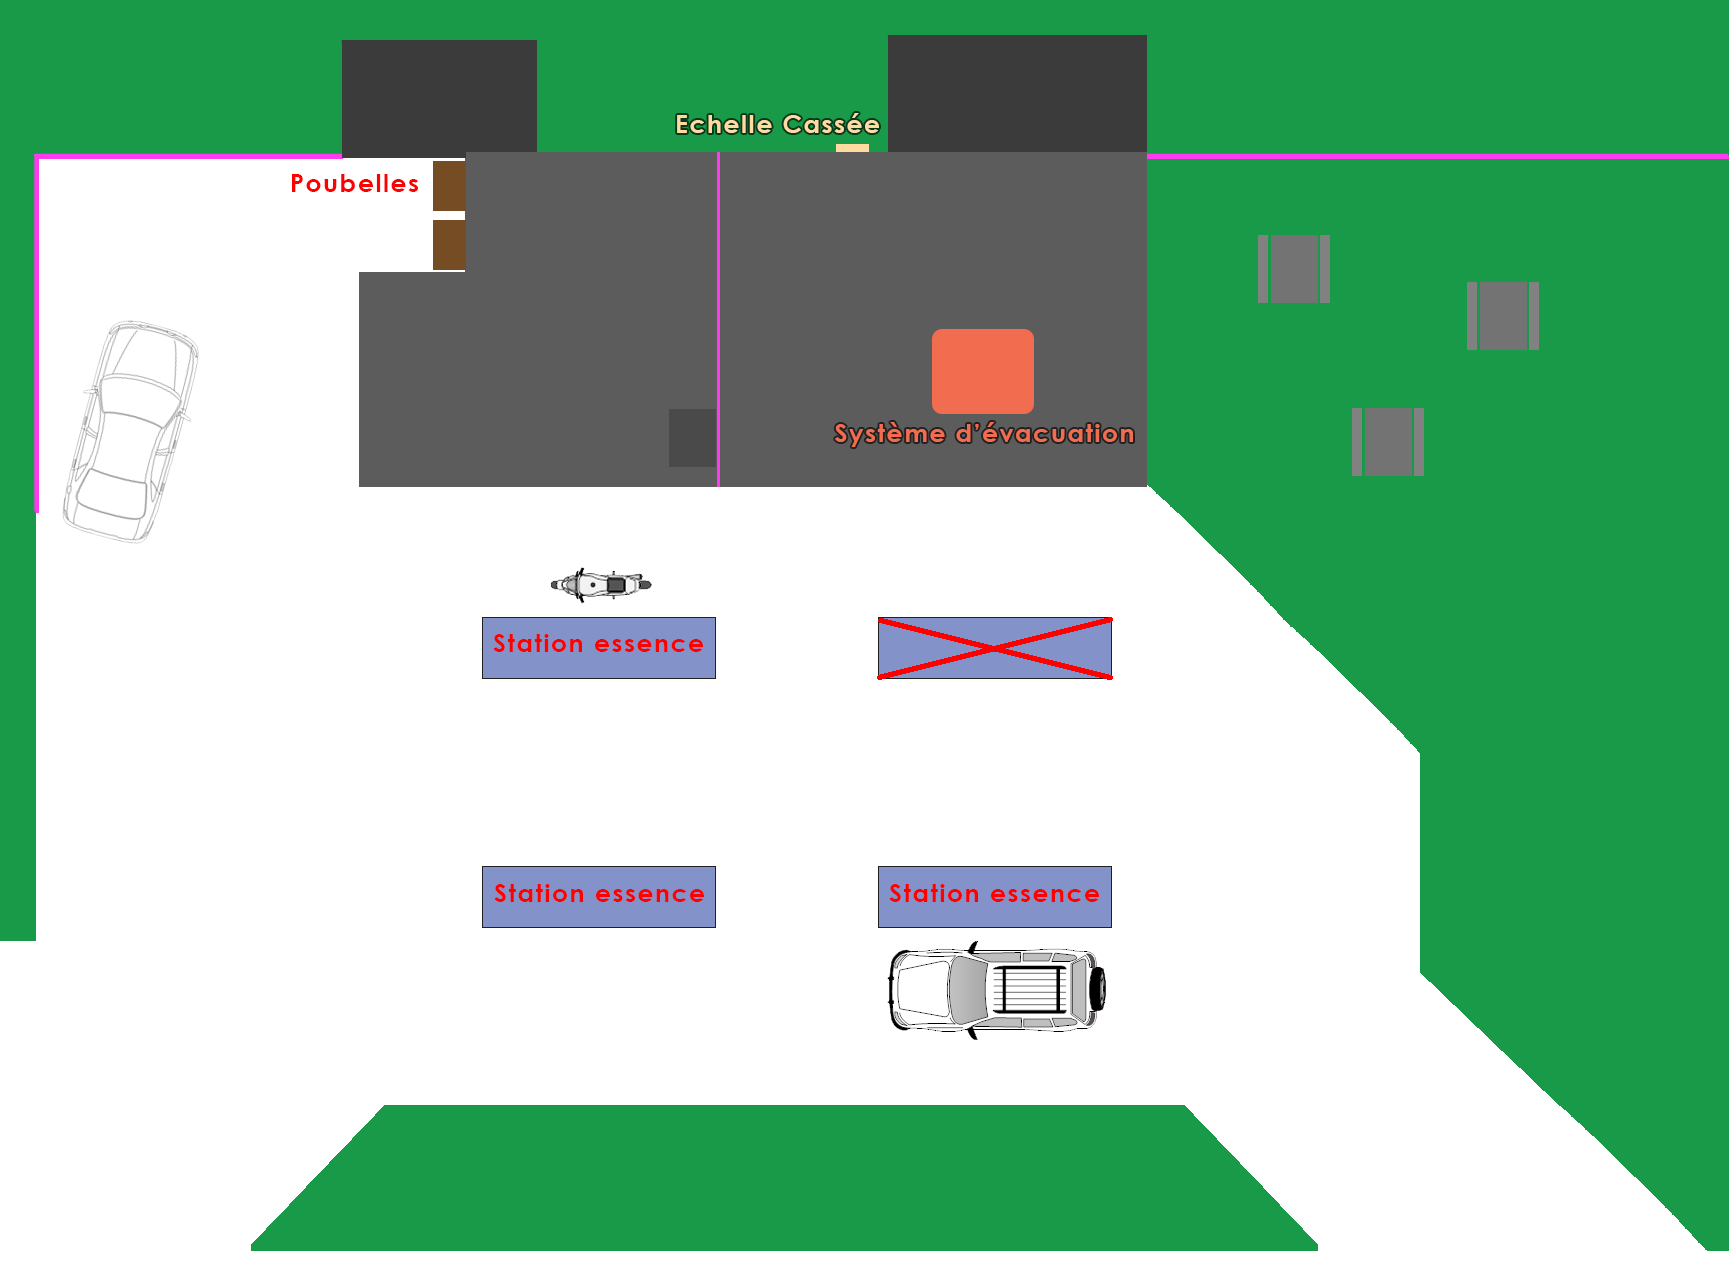 Echelle Cassée
Poubelles
Système d'évacuation
Station essence
Station essence
Station essence